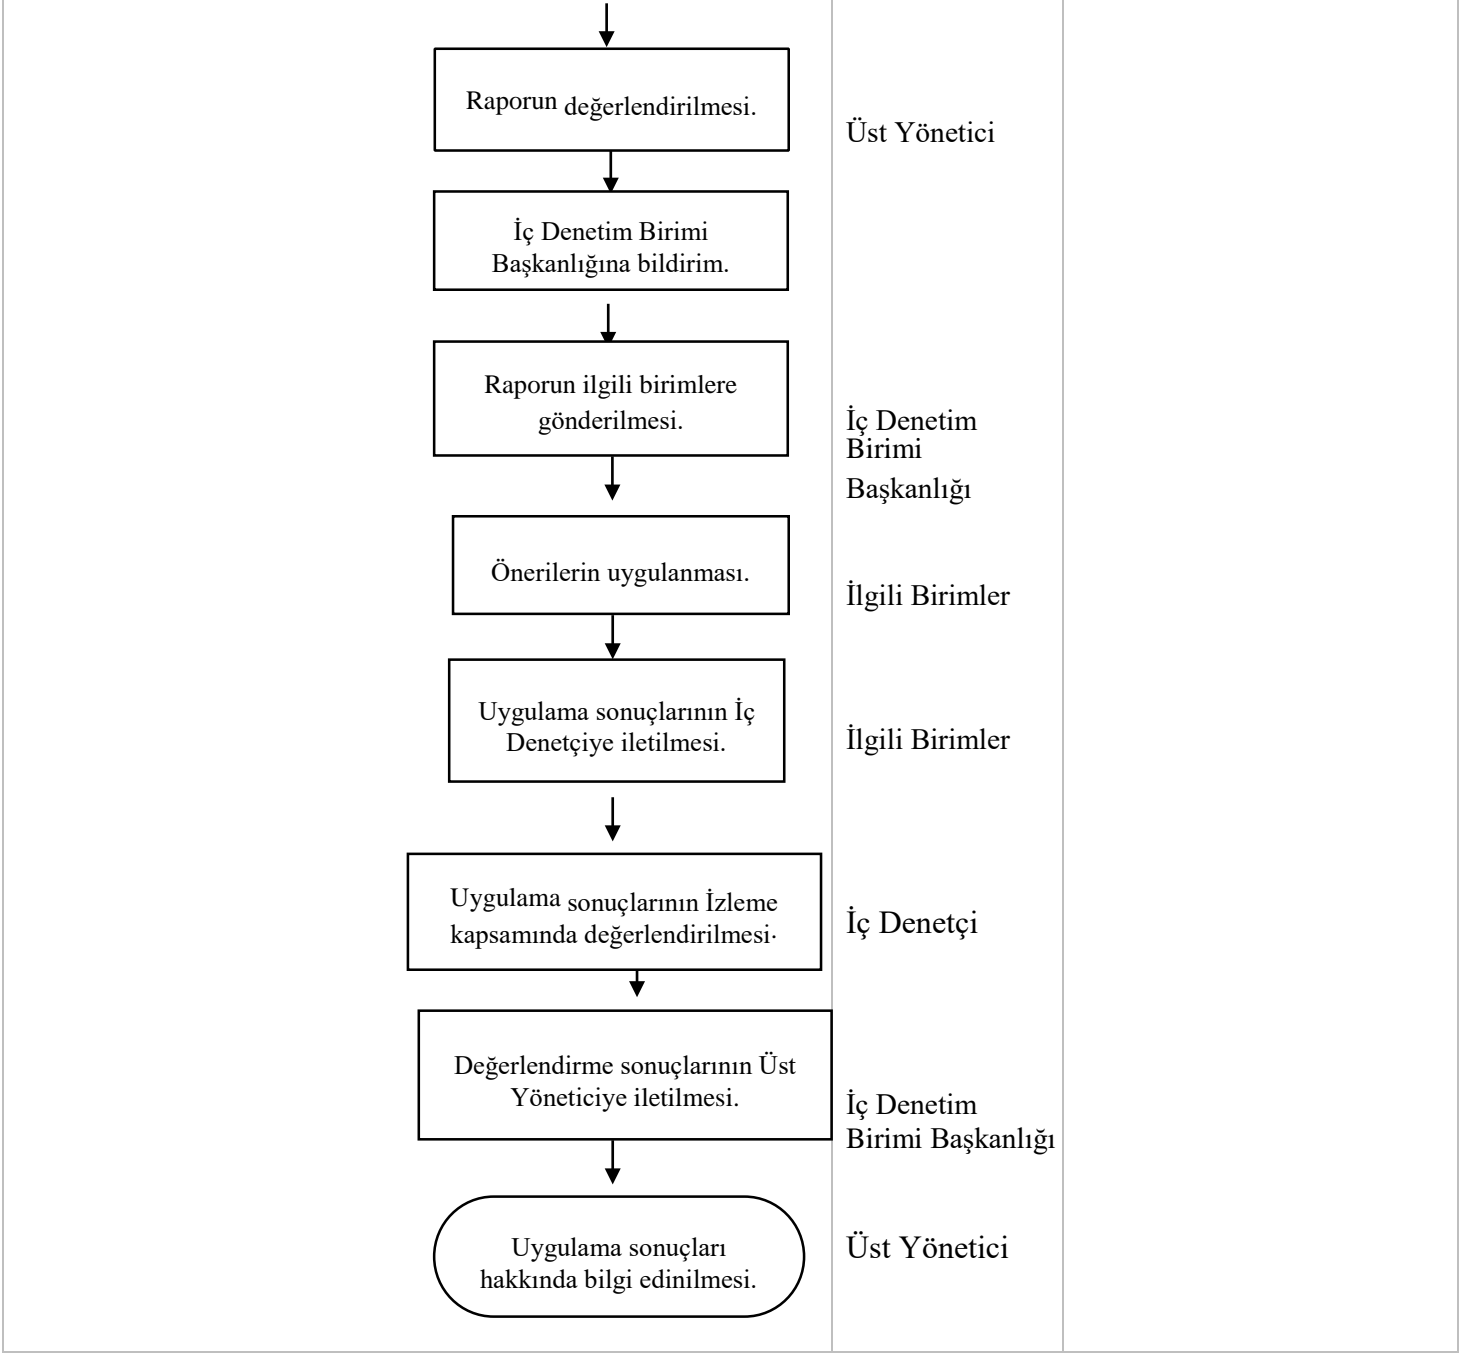 Raporun değerlendirilmesi.
Üst Yönetici
İç Denetim Birimi
Başkanlığına bildirim.
Raporun ilgili birimlere
gönderilmesi.
İç Denetim
Birimi
Başkanlığı
Önerilerin uygulanması.
İlgili Birimler
Uygulama sonuçlarının İç
Denetçiye iletilmesi.
İlgili Birimler
Uygulama sonuçlarının İzleme
kapsamında değerlendirilmesi.
İç Denetçi
Değerlendirme sonuçlarının Üst
Yöneticiye iletilmesi.
İç Denetim
Birimi Başkanlığı
Uygulama sonuçları
hakkında bilgi edinilmesi.
Üst Yönetici